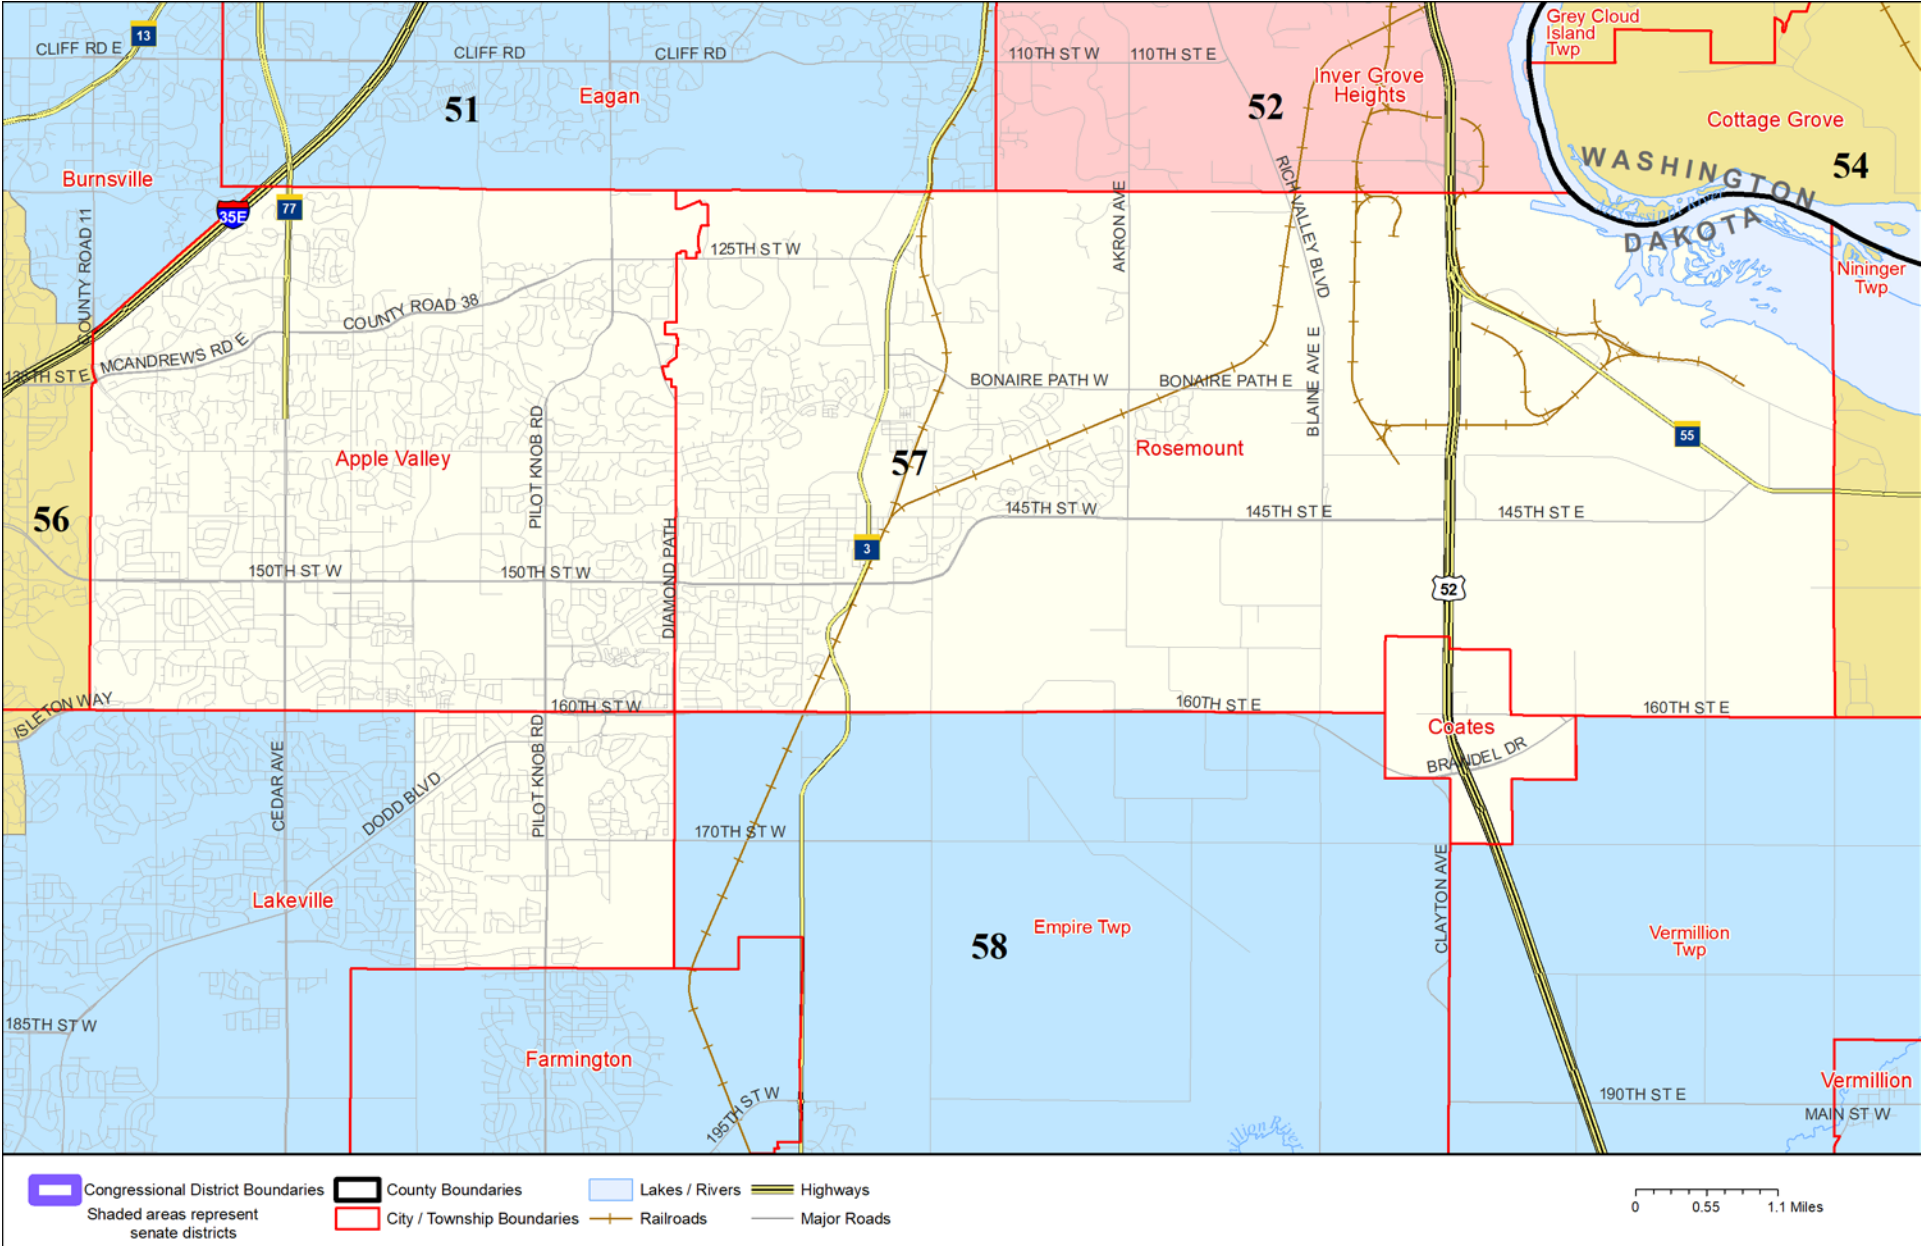 13
CLIFF RD E
CLIFF RD
CLIFF RD
110TH ST W
110TH ST E
Grey Cloud
Island
Twp
51
Eagan
52
Inver Grove
Heights
Cottage Grove
WASHINGTON
54
Burnsville
35E
77
COUNTY ROAD 11
AKRON AVE
RICH VALLEY BLVD
Mississippi River
DAKOTA
125TH ST W
Nininger
Twp
COUNTY ROAD 38
MCANDREWS RD E
138TH ST E
BONAIRE PATH W
BONAIRE PATH E
BLAINE AVE E
PILOT KNOB RD
Apple Valley
57
Rosemount
55
56
145TH ST W
145TH ST E
145TH ST E
3
150TH ST W
150TH ST W
DIAMOND PATH
52
ISLETON WAY
160TH ST W
160TH ST E
160TH ST E
Coates
BRANDEL DR
CEDAR AVE
DODD BLVD
PILOT KNOB RD
170TH ST W
CLAYTON AVE
Lakeville
Empire Twp
58
Vermillion
Twp
185TH ST W
Farmington
195TH ST W
Vermillion
190TH ST E
MAIN ST W
illion River
Congressional District Boundaries
Shaded areas represent
senate districts
County Boundaries
City / Township Boundaries
Lakes / Rivers
Railroads
Highways
Major Roads
0 0.55 1.1 Miles